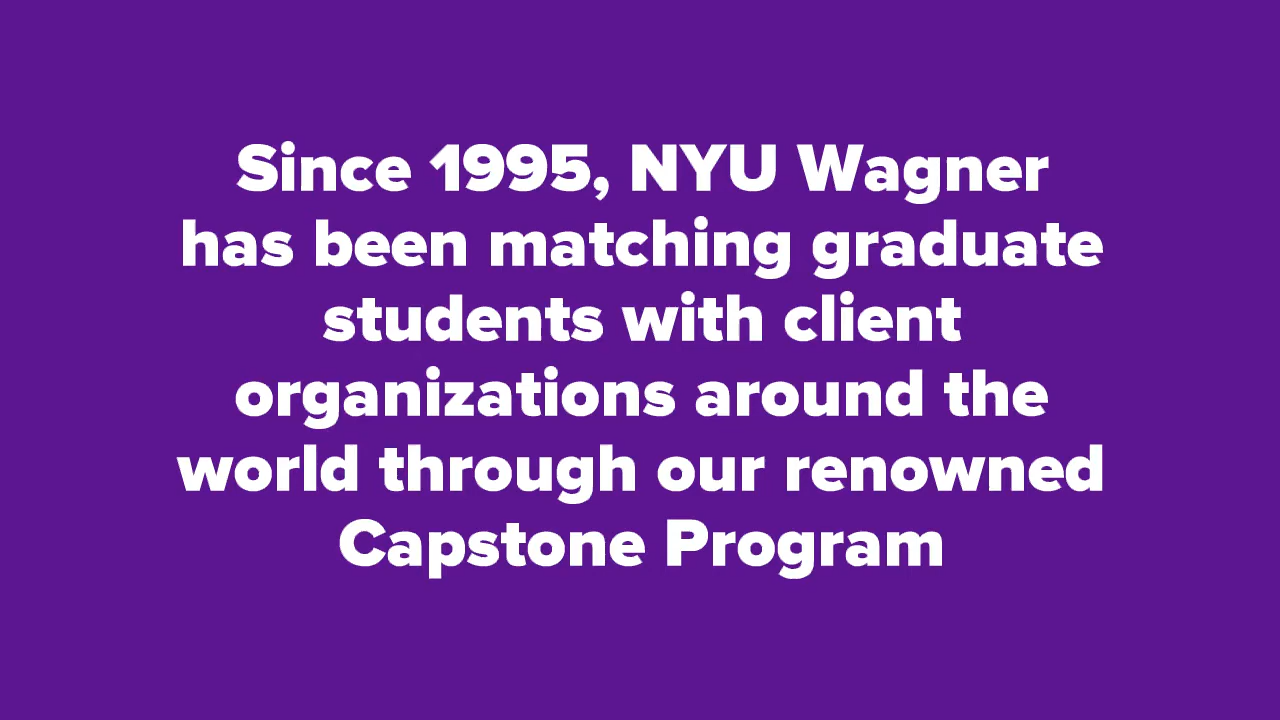 Since 1995, NYU Wagner
has been matching graduate
students with client
organizations around the
world through our renowned
Capstone Program